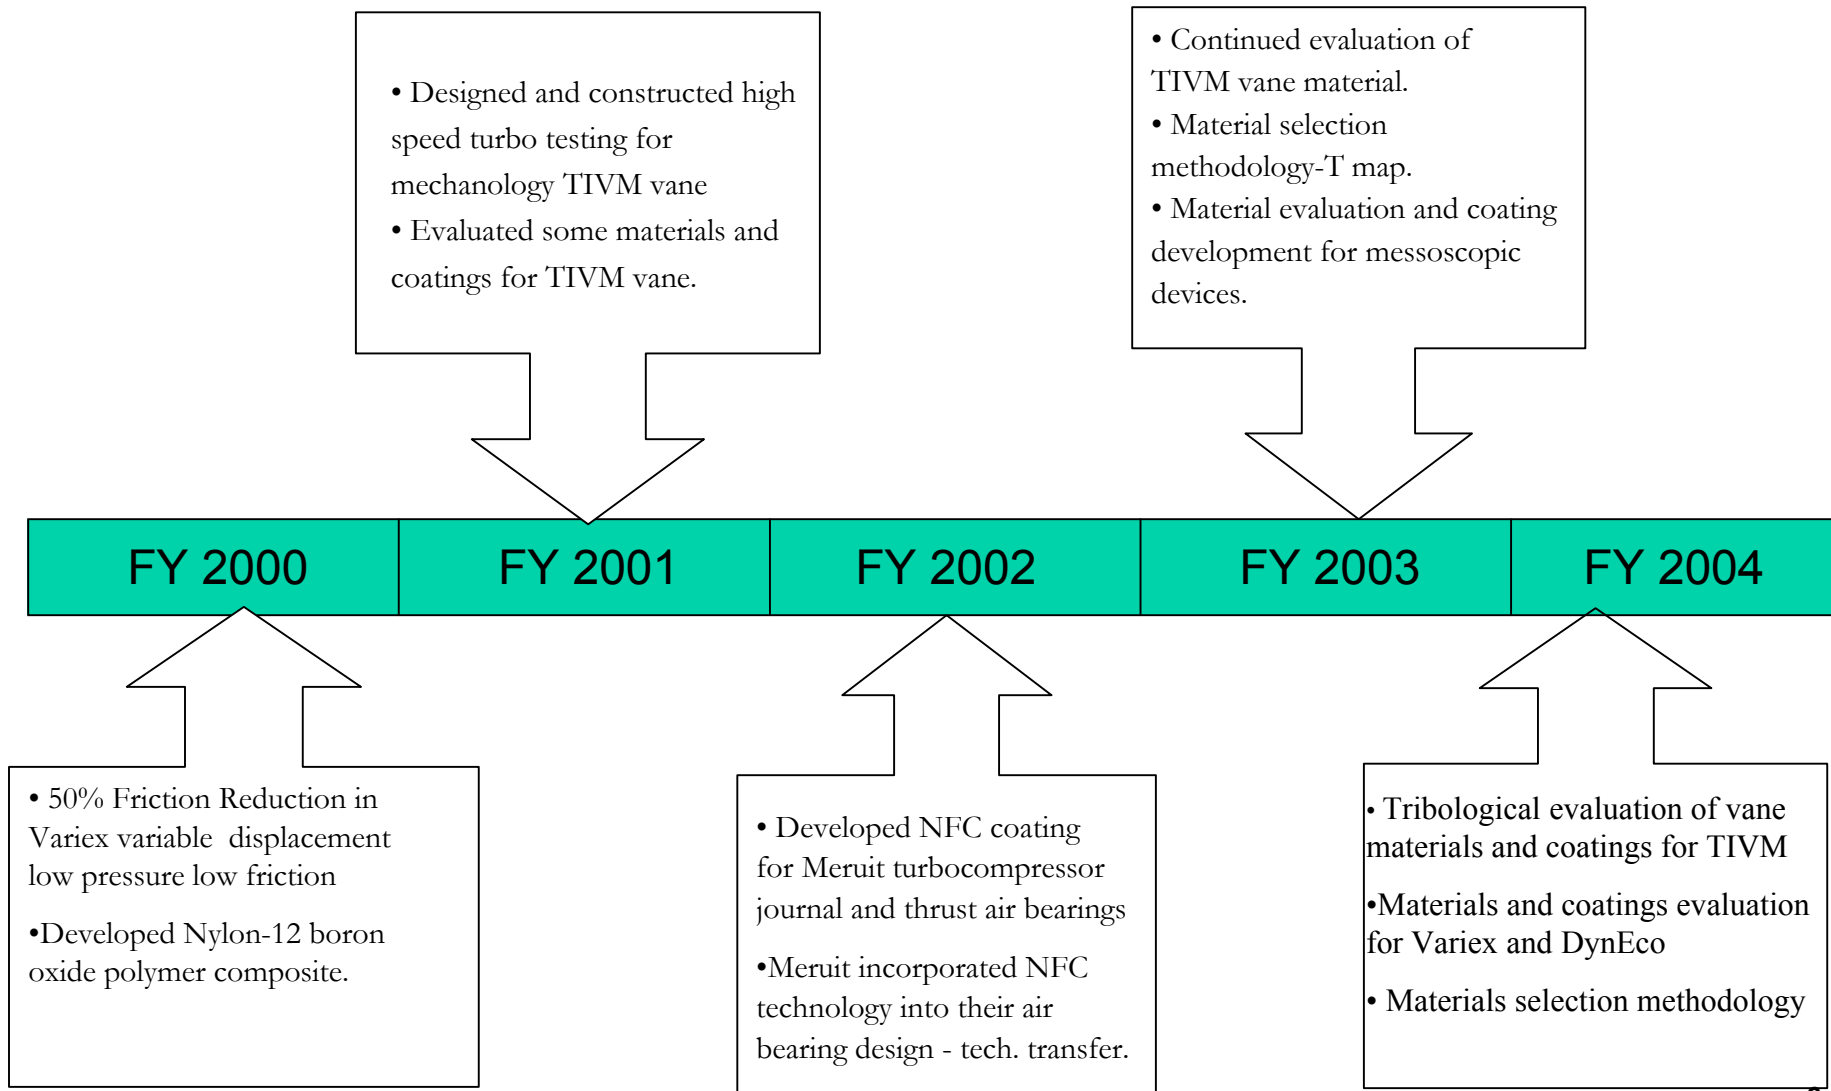 • Designed and constructed high
speed turbo testing for
mechanology TIVM vane
• Evaluated some materials and
coatings for TIVM vane.
• Continued evaluation of
TIVM vane material.
• Material selection
methodology-T map.
• Material evaluation and coating
development for messoscopic
devices.
FY 2000
FY 2001
FY 2002
FY 2003
FY 2004
• 50% Friction Reduction in
Variex variable displacement
low pressure low friction
•Developed Nylon-12 boron
oxide polymer composite.
• Developed NFC coating
for Meruit turbocompressor
journal and thrust air bearings
•Meruit incorporated NFC
technology into their air
bearing design - tech. transfer.
• Tribological evaluation of vane
materials and coatings for TIVM
•Materials and coatings evaluation
for Variex and DynEco
• Materials selection methodology